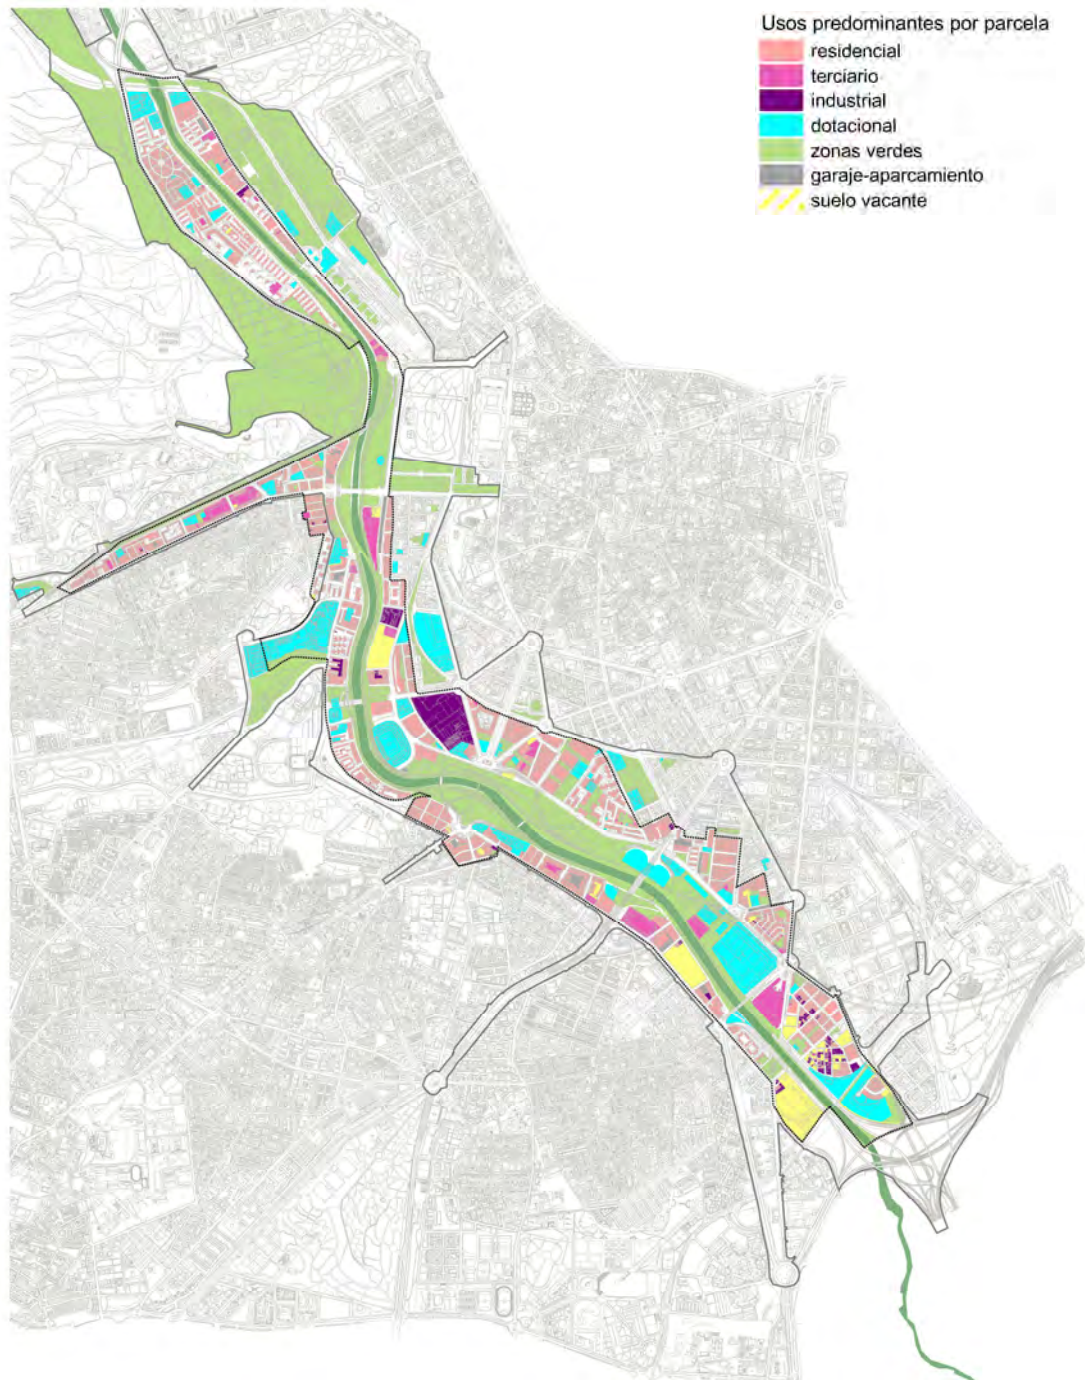 Usos predominantes por parcela
residencial
terciario
industrial
dotacional
zonas verdes
garaje-aparcamiento
suelo vacante